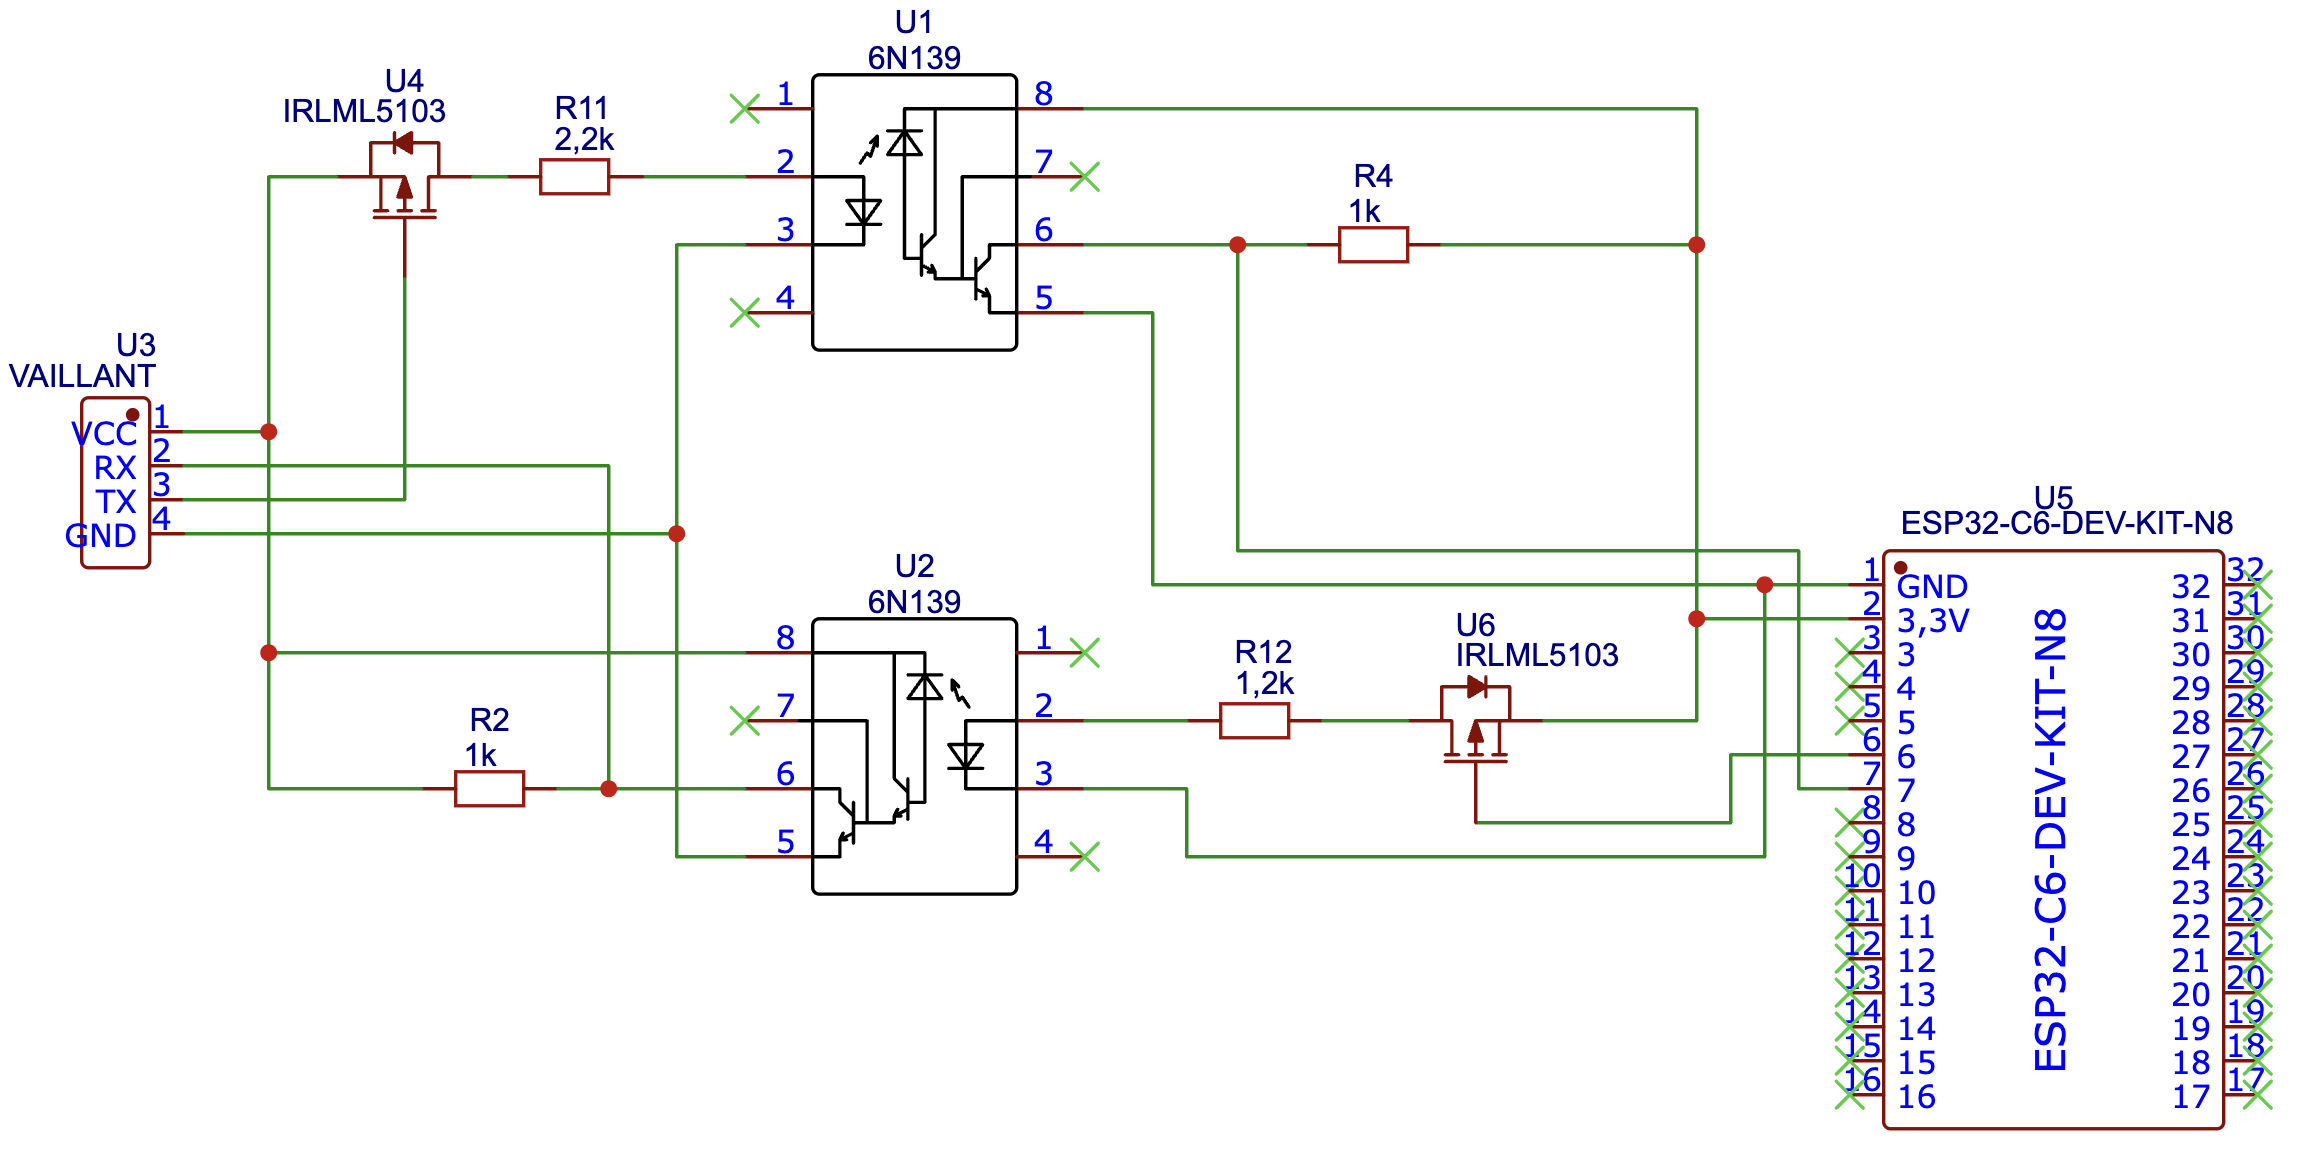 U1
6N139
1
2
3
4
8
7
6
5
U4
IRLML5103
R11
2,2k
R4
1k
U3
VAILLANT
VCC 1
RX 2
TX 3
GND 4
U2
6N139
8
7
6
5
1
2
3
4
R2
1k
R12
1,2k
U6
IRLML5103
U5
ESP32-C6-DEV-KIT-N8
ESP32-C6-DEV-KIT-N8
1 GND 32 32
2 3,3V 31 31
3 3 30 30
4 4 29 29
5 5 28 28
6 6 27 27
7 7 26 26
8 8 25 25
9 9 24 24
10 10 23 23
11 11 22 22
12 12 21 21
13 13 20 20
14 14 19 19
15 15 18 18
16 16 17 17